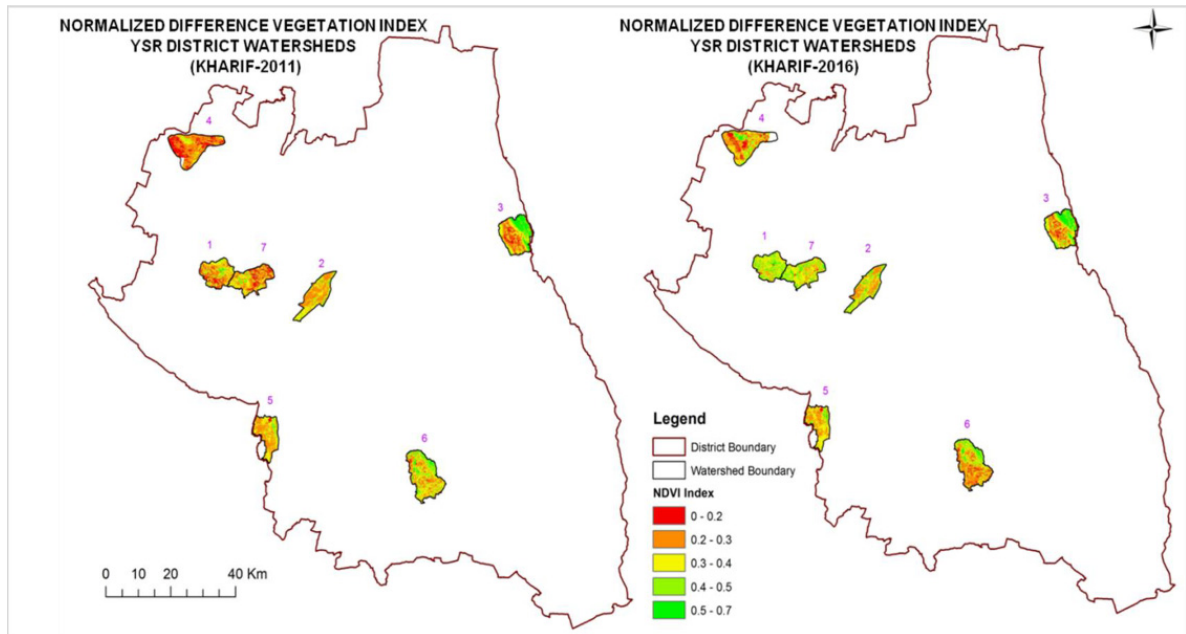 NORMALIZED DIFFERENCE VEGETATION INDEX
YSR DISTRICT WATERSHEDS
(KHARIF-2011)
4
3
1
7
2
5
6
0 10 20 40 Km
NORMALIZED DIFFERENCE VEGETATION INDEX
YSR DISTRICT WATERSHEDS
(KHARIF-2016)
4
3
1
7
2
5
6
Legend
District Boundary
Watershed Boundary
NDVI Index
0 - 0.2
0.2 - 0.3
0.3 - 0.4
0.4 - 0.5
0.5 - 0.7